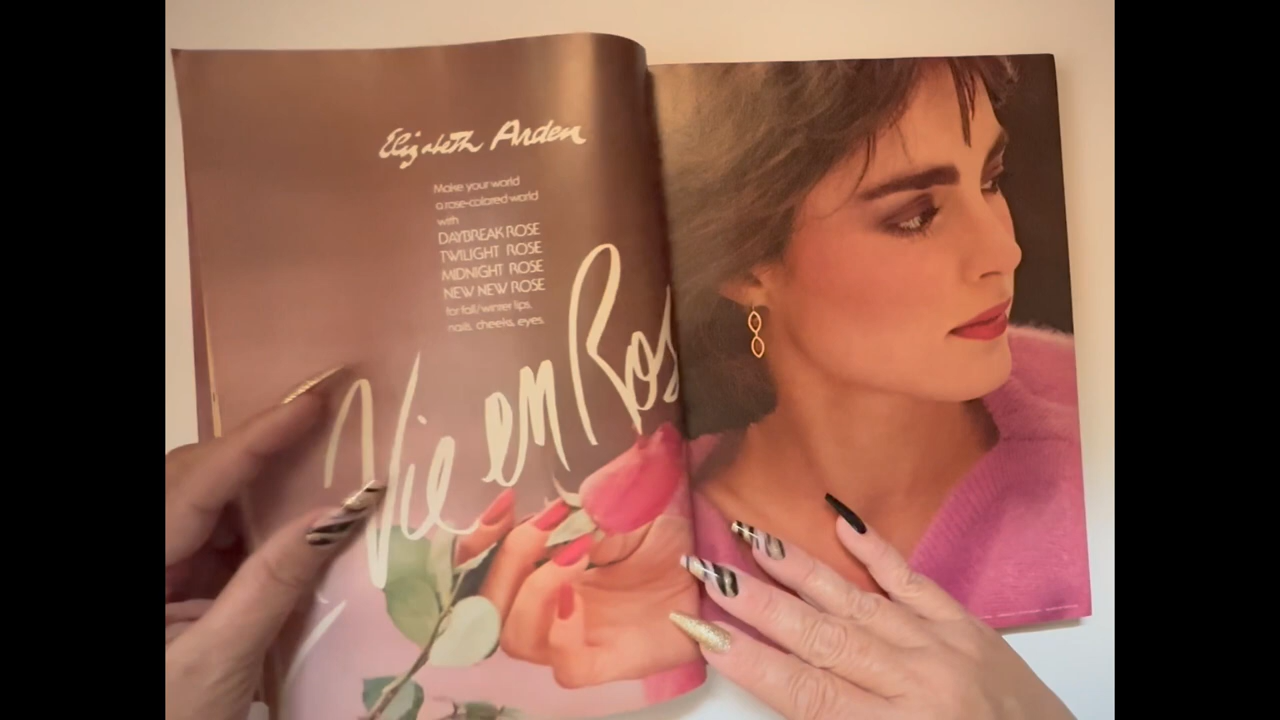 Elizabeth Arden
Make your world
a rose-colored world
with
DAYBREAK ROSE
TWILIGHT ROSE
MIDNIGHT ROSE
NEW NEW ROSE
for fall/winter lips,
nails, cheeks, eyes.
Vie en Ros